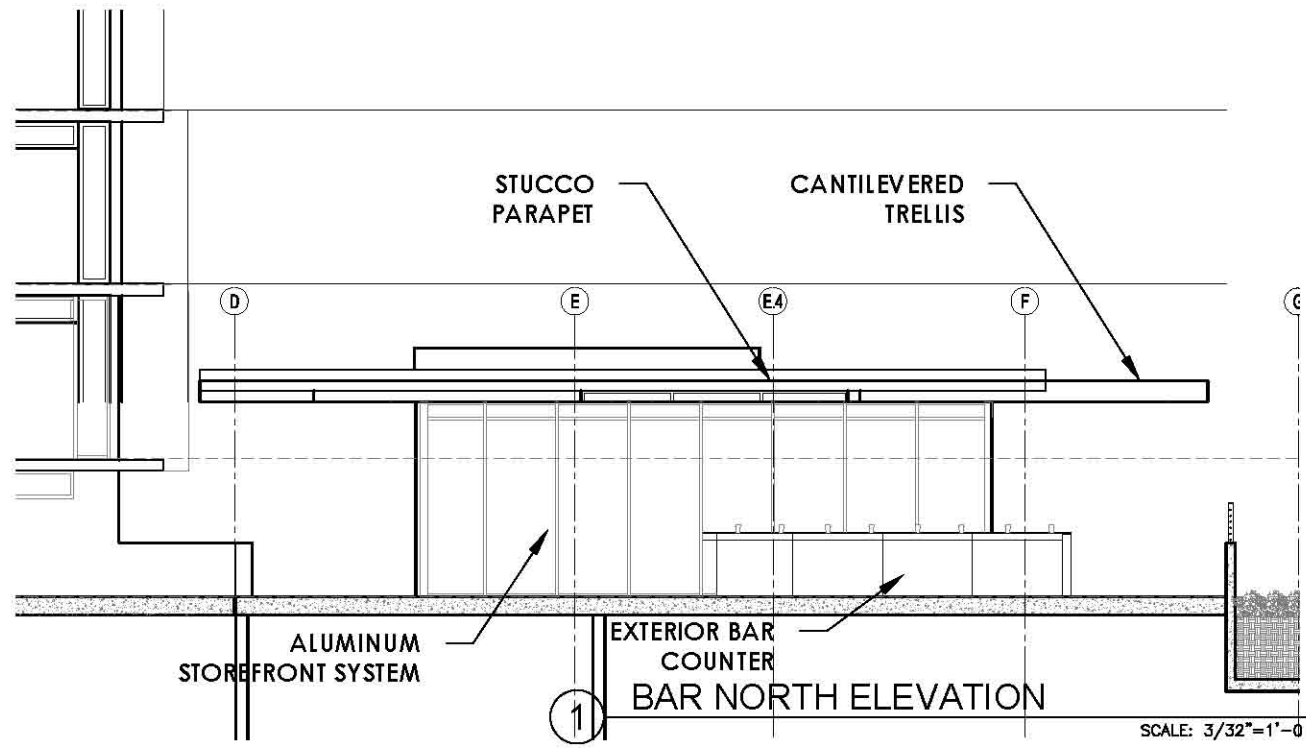 STUCCO
PARAPET
CANTILEVERED
TRELLIS
D
E
E.4
F
G
ALUMINUM
STOREFRONT SYSTEM
EXTERIOR BAR
COUNTER
1
BAR NORTH ELEVATION
SCALE: 3/32"=1'-0